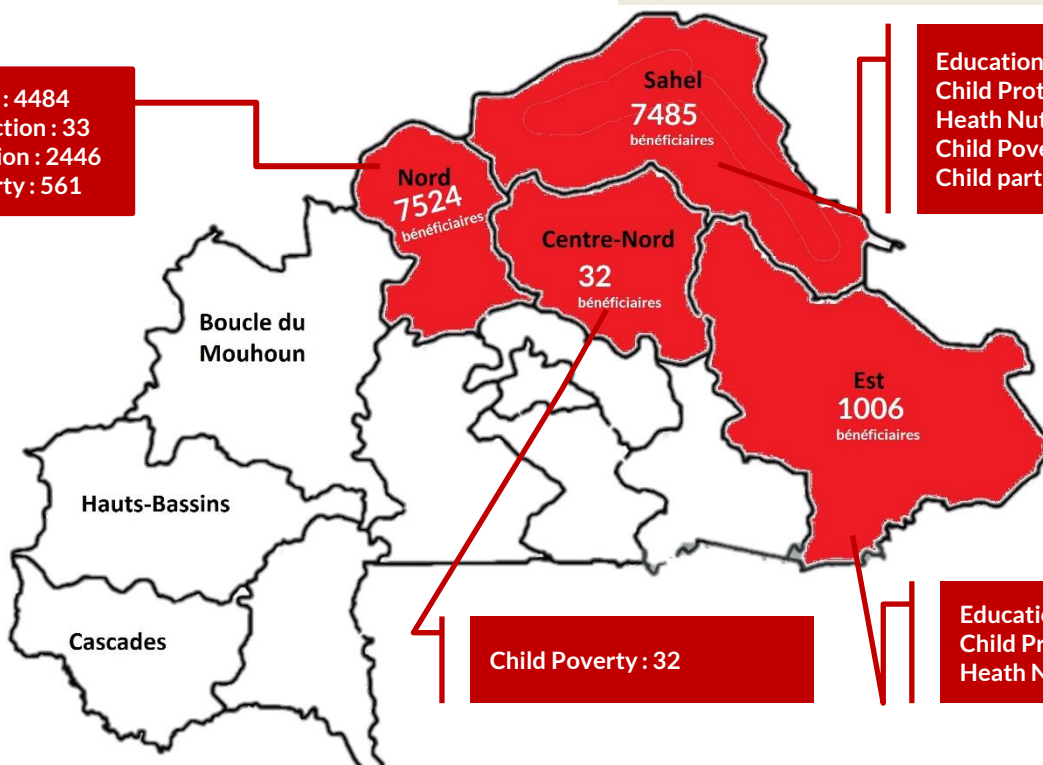 : 4484
ction : 33
ion : 2446
rty : 561
Sahel
7485
bénéficiaires
Education
Child Prot
Heath Nut
Child Pove
Child part
Nord
7524
bénéficiaires
Centre-Nord
32
bénéficiaires
Boucle du
Mouhoun
Est
1006
bénéficiaires
Hauts-Bassins
Cascades
Child Poverty : 32
Educatio
Child Pr
Heath N